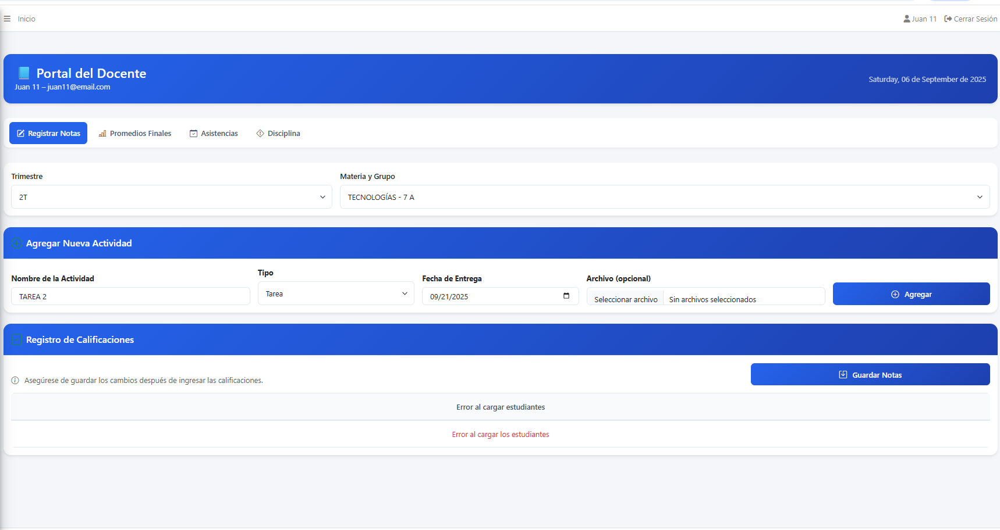 Inicio
Juan 11
Cerrar Sesión
Portal del Docente
Juan 11 – juan11@email.com
Saturday, 06 de September de 2025
Registrar Notas
Promedios Finales
Asistencias
Disciplina
Trimestre
Materia y Grupo
2T
TECNOLOGÍAS - 7 A
Agregar Nueva Actividad
Nombre de la Actividad
Tipo
Fecha de Entrega
Archivo (opcional)
TAREA 2
Tarea
09/21/2025
Seleccionar archivo
Sin archivos seleccionados
Agregar
Registro de Calificaciones
Asegúrese de guardar los cambios después de ingresar las calificaciones.
Guardar Notas
Error al cargar estudiantes
Error al cargar los estudiantes